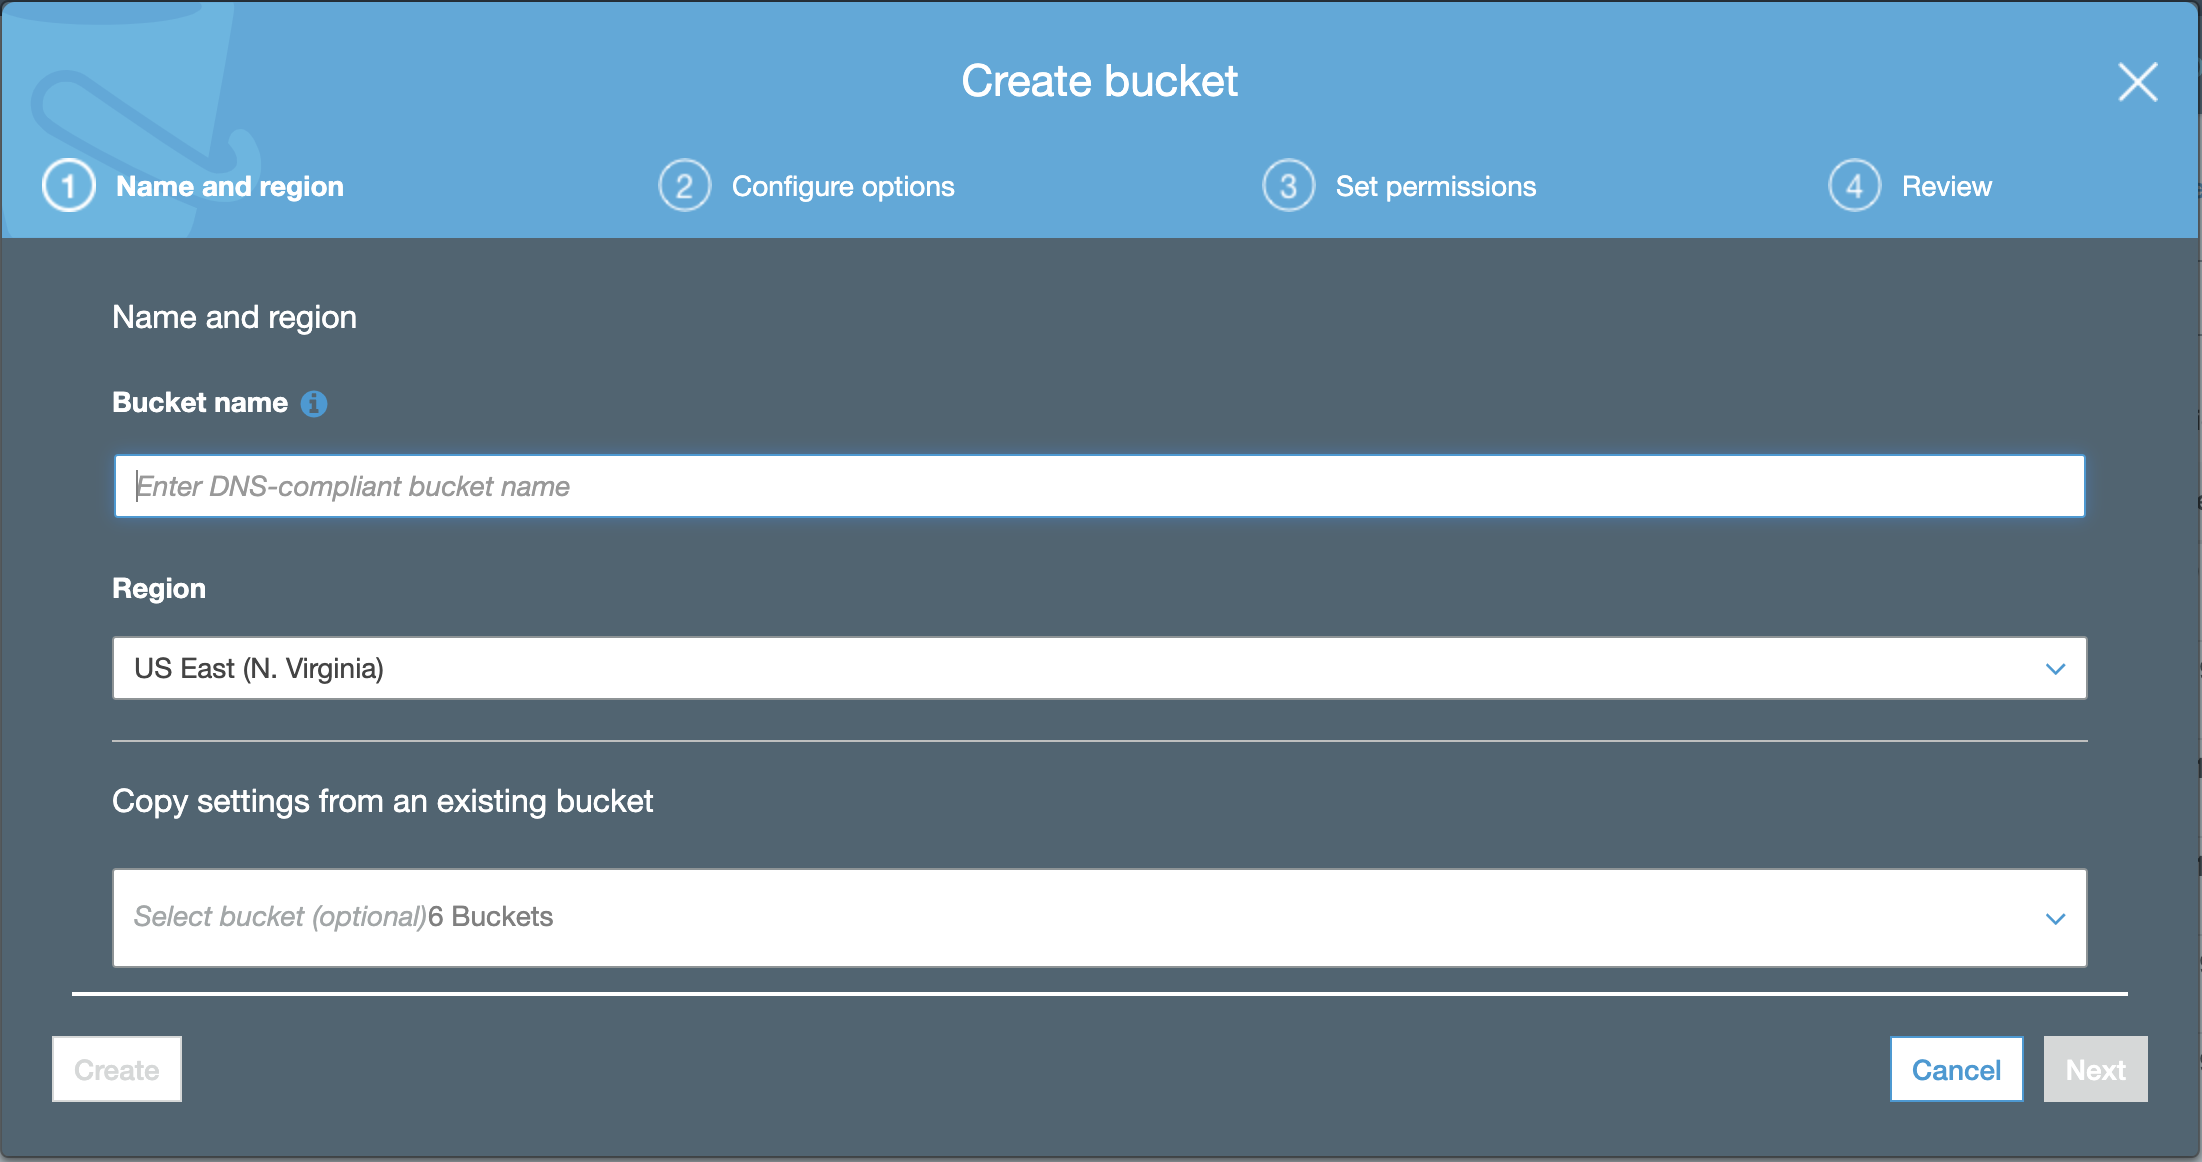 Create bucket
1 Name and region
2 Configure options
3 Set permissions
4 Review
Name and region
Bucket name
Enter DNS-compliant bucket name
Region
US East (N. Virginia)
Copy settings from an existing bucket
Select bucket (optional)6 Buckets
Create
Cancel
Next